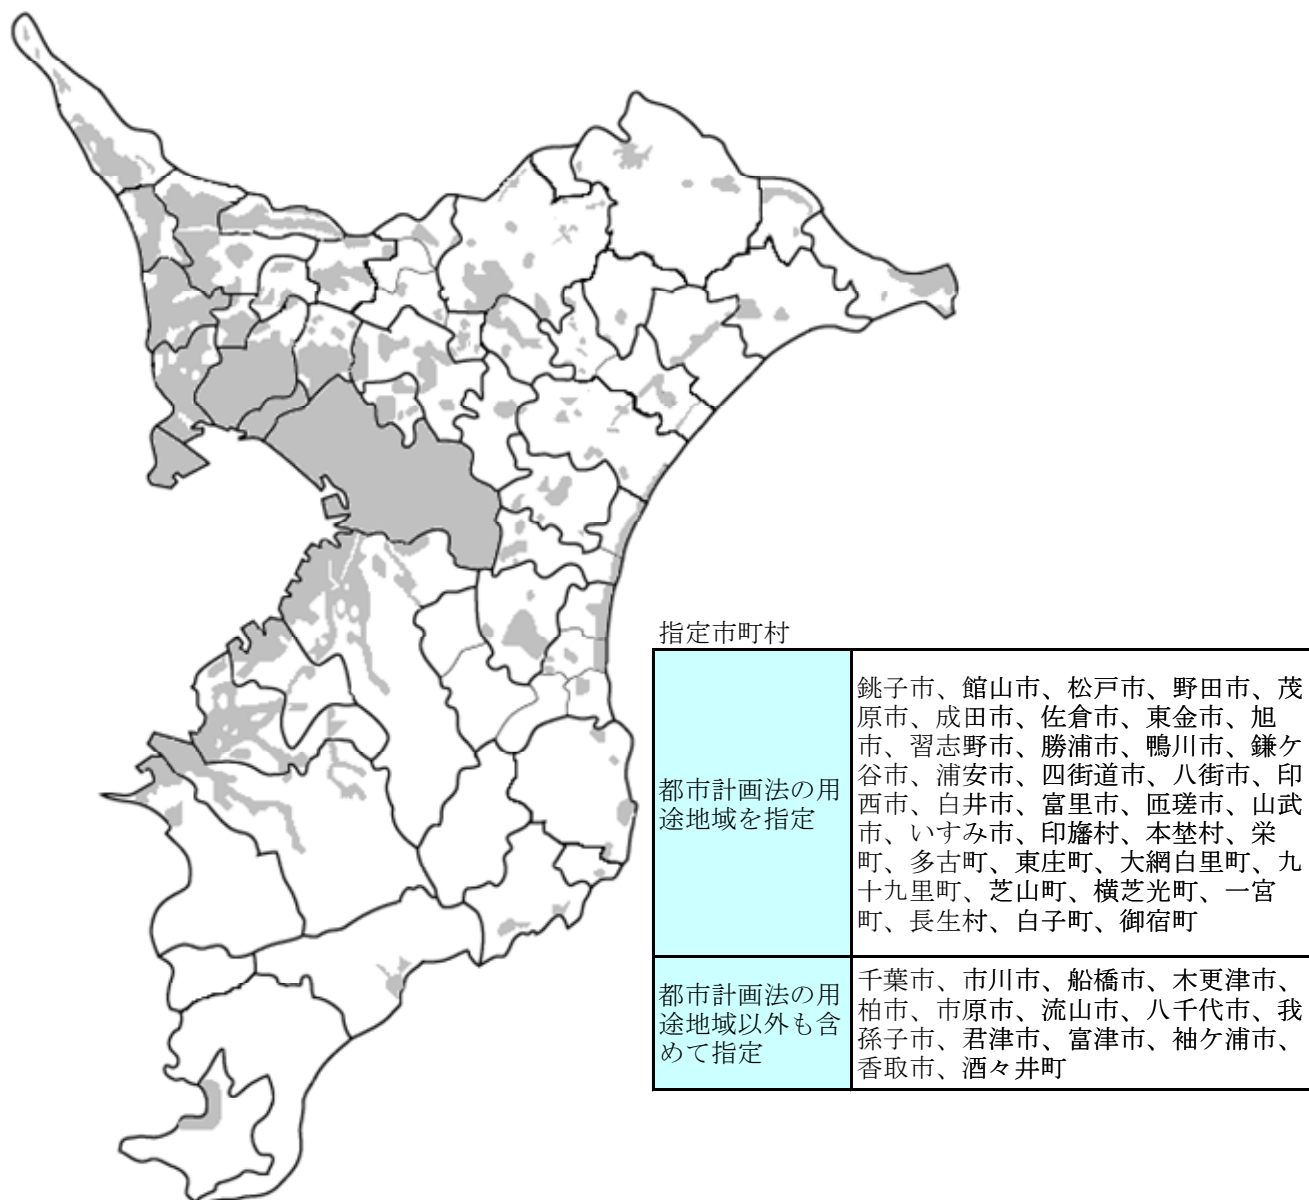 指定市町村
都市計画法の用
途地域を指定
銚子市、館山市、松戸市、野田市、茂
原市、成田市、佐倉市、東金市、旭
市、習志野市、勝浦市、鴨川市、鎌ケ
谷市、浦安市、四街道市、八街市、印
西市、白井市、富里市、匝瑳市、山武
市、いすみ市、印旛村、本埜村、栄
町、多古町、東庄町、大網白里町、九
十九里町、芝山町、横芝光町、一宮
町、長生村、白子町、御宿町
都市計画法の用
途地域以外も含
めて指定
千葉市、市川市、船橋市、木更津市、
柏市、市原市、流山市、八千代市、我
孫子市、君津市、富津市、袖ケ浦市、
香取市、酒々井町